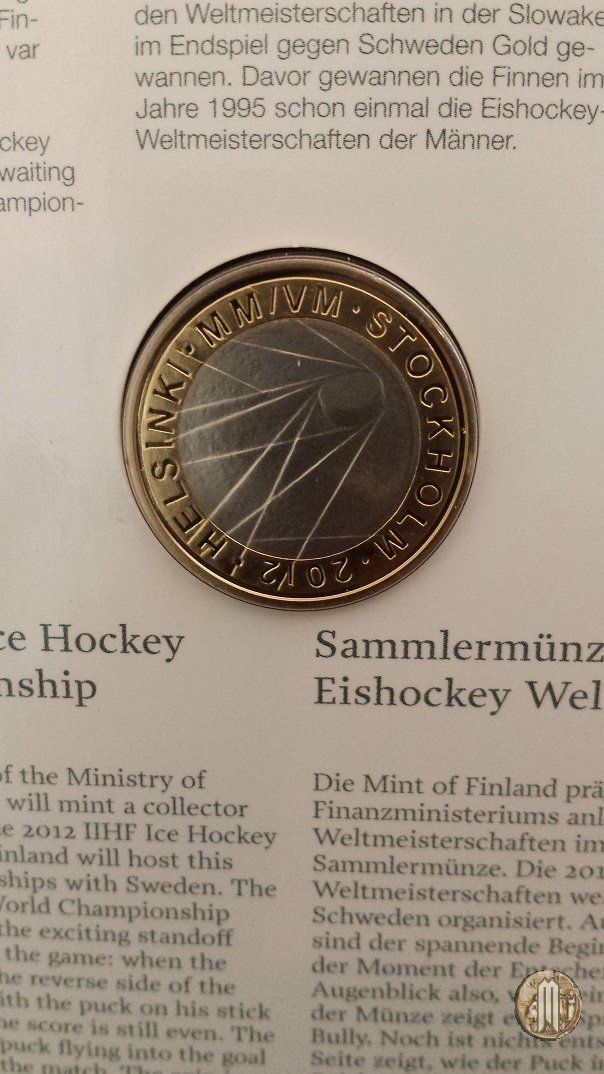 Fin-
var
ckey
waiting
ampion-
den Weltmeisterschaften in der Slowake
im Endspiel gegen Schweden Gold ge-
wannen. Davor gewannen die Finnen im
Jahre 1995 schon einmal die Eishockey-
Weltmeisterschaften der Männer.
HELSINKI · MM/VM · STOCKHOLM · 2012
ce Hockey
nship
Sammlermünz
Eishockey Wel
of the Ministry of
will mint a collector
e 2012 IIHF Ice Hockey
inland will host this
ships with Sweden. The
World Championship
the exciting standoff
the game: when the
he reverse side of the
ith the puck on his stick
he score is still even. The
puck flying into the goal
the match.
Die Mint of Finland prä
Finanzministeriums anl
Weltmeisterschaften im
Sammlermünze. Die 201
Weltmeisterschaften we
Schweden organisiert. Au
sind der spannende Begin
der Moment der
Augenblick also,
der Münze zeigt
Bully. Noch ist nichts ents
Seite zeigt, wie der Puck in